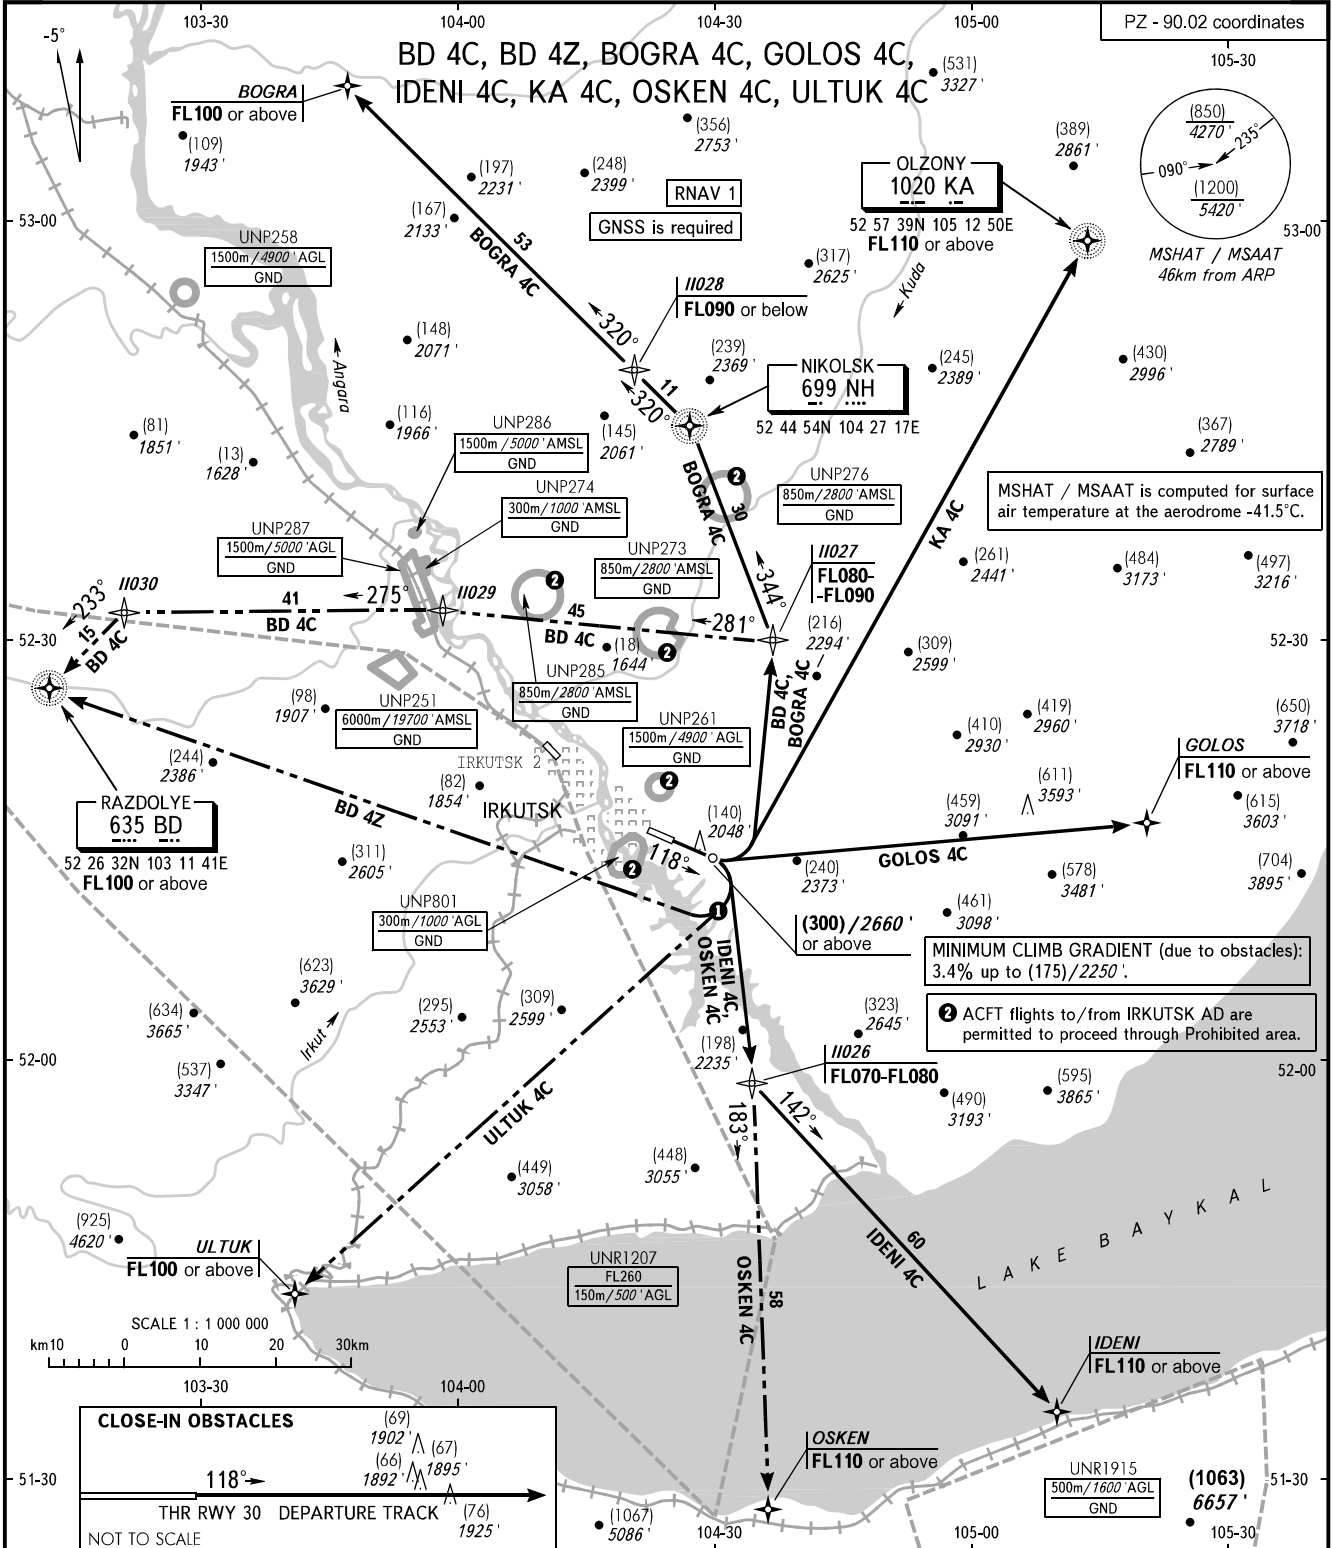 103-30
104-00
104-30
105-00
PZ - 90.02 coordinates
105-30
-5°
BD 4C, BD 4Z, BOGRA 4C, GOLOS 4C,
IDENI 4C, KA 4C, OSKEN 4C, ULTUK 4C
BOGRA
FL100 or above
(109)
1943'
(531)
3327'
(356)
2753'
(197)
2231'
(248)
2399'
(167)
2133'
RNAV 1
GNSS is required
OLZONY
1020 KA
52 57 39N 105 12 50E
FL110 or above
(389)
2861'
(850)
4270'
235°
090°
(1200)
5420'
MSHAT / MSAAT
46km from ARP
53-00
53-00
UNP258
1500m/4900' AGL
GND
53
BOGRA 4C
(317)
2625'
Kuda
II028
FL090 or below
320°
(148)
2071'
Angara
(239)
2369'
(245)
2389'
(430)
2996'
NIKOLSK
699 NH
52 44 54N 104 27 17E
11
320°
(81)
1851'
(13)
1628'
(116)
1966'
UNP286
1500m/5000' AMSL
GND
(145)
2061'
(367)
2789'
UNP274
300m/1000' AMSL
GND
2
BOGRA 4C
30
UNP276
850m/2800' AMSL
GND
KA 4C
MSHAT / MSAAT is computed for surface
air temperature at the aerodrome -41.5°C.
UNP287
1500m/5000' AGL
GND
UNP273
850m/2800' AMSL
GND
II027
FL080-
-FL090
(261)
2441'
(484)
3173'
(497)
3216'
II030
233°
15
BD 4C
41
275°
BD 4C
II029
2
45
BD 4C
281°
344°
2
(216)
2294'
(18)
1644'
(309)
2599'
52-30
52-30
UNP285
850m/2800' AMSL
GND
UNP251
6000m/19700' AMSL
GND
(98)
1907'
BD 4C,
BOGRA 4C
UNP261
1500m/4900' AGL
GND
(419)
2960'
(410)
2930'
(650)
3718'
GOLOS
FL110 or above
(244)
2386'
IRKUTSK 2
(82)
1854'
IRKUTSK
2
(611)
3593'
(615)
3603'
RAZDOLYE
635 BD
52 26 32N 103 11 41E
FL100 or above
BD 4Z
(140)
2048'
(459)
3091'
118°
GOLOS 4C
(311)
2605'
2
(240)
2373'
(578)
3481'
(704)
3895'
UNP801
300m/1000' AGL
GND
1
(300)/2660'
or above
(461)
3098'
MINIMUM CLIMB GRADIENT (due to obstacles):
3.4% up to (175)/2250'.
IDENI 4C,
OSKEN 4C
(623)
3629'
(634)
3665'
(295)
2553'
(309)
2599'
Irkut
(323)
2645'
2 ACFT flights to/from IRKUTSK AD are
permitted to proceed through Prohibited area.
(198)
2235'
II026
FL070-FL080
52-00
52-00
(537)
3347'
ULTUK 4C
183°
142°
(490)
3193'
(595)
3865'
(449)
3058'
(448)
3055'
(925)
4620'
ULTUK
FL100 or above
UNR1207
FL260
150m/500' AGL
OSKEN 4C
58
60
IDENI 4C
LAKE BAYKAL
SCALE 1 : 1 000 000
km10 0 10 20 30km
IDENI
FL110 or above
103-30
104-00
CLOSE-IN OBSTACLES
(69)
1902'
(67)
1895'
(66)
1892'
118°
THR RWY 30 DEPARTURE TRACK
(76)
1925'
NOT TO SCALE
51-30
51-30
OSKEN
FL110 or above
UNR1915
500m/1600' AGL
GND
(1063)
6657'
(1067)
5086'
104-30
105-00
105-30